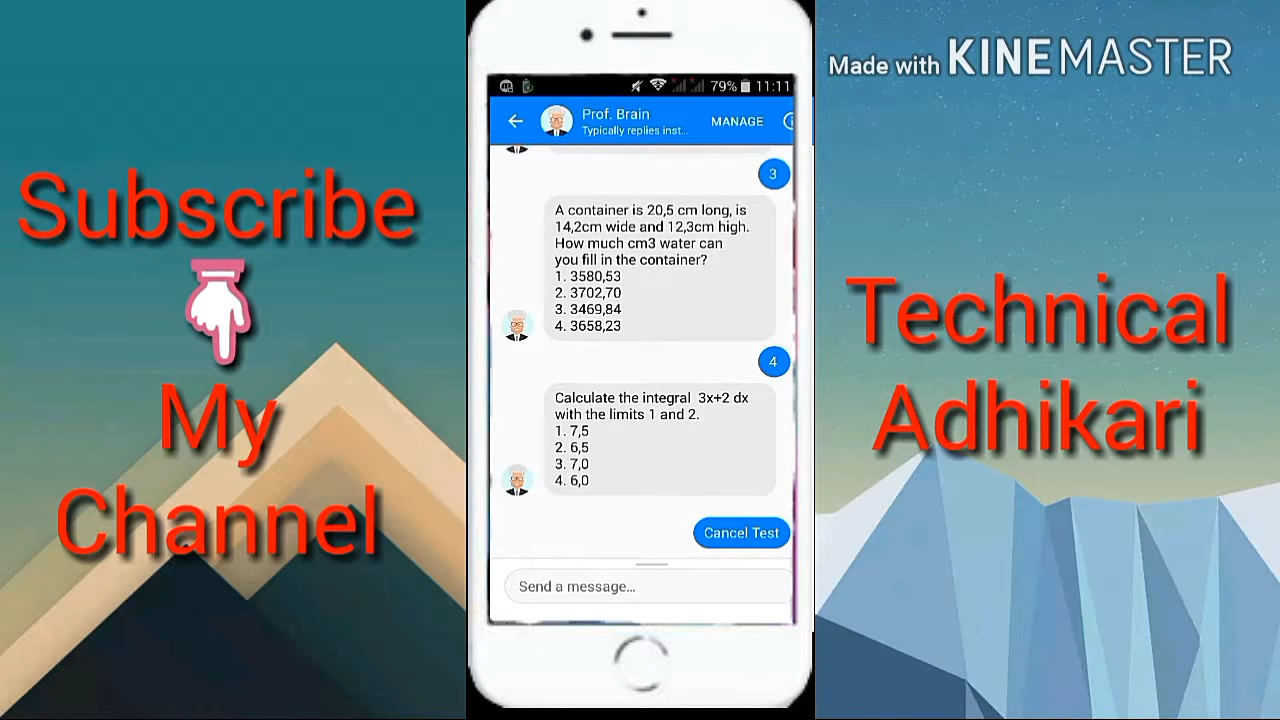 Subscribe
My
Channel
79% 11:11
Prof. Brain
Typically replies inst...
MANAGE
3
A container is 20,5 cm long, is
14,2cm wide and 12,3cm high.
How much cm3 water can
you fill in the container?
1. 3580,53
2. 3702,70
3. 3469,84
4. 3658,23
4
Calculate the integral 3x+2 dx
with the limits 1 and 2.
1. 7,5
2. 6,5
3. 7,0
4. 6,0
Cancel Test
Send a message...
Made with KINEMASTER
Technical
Adhikari